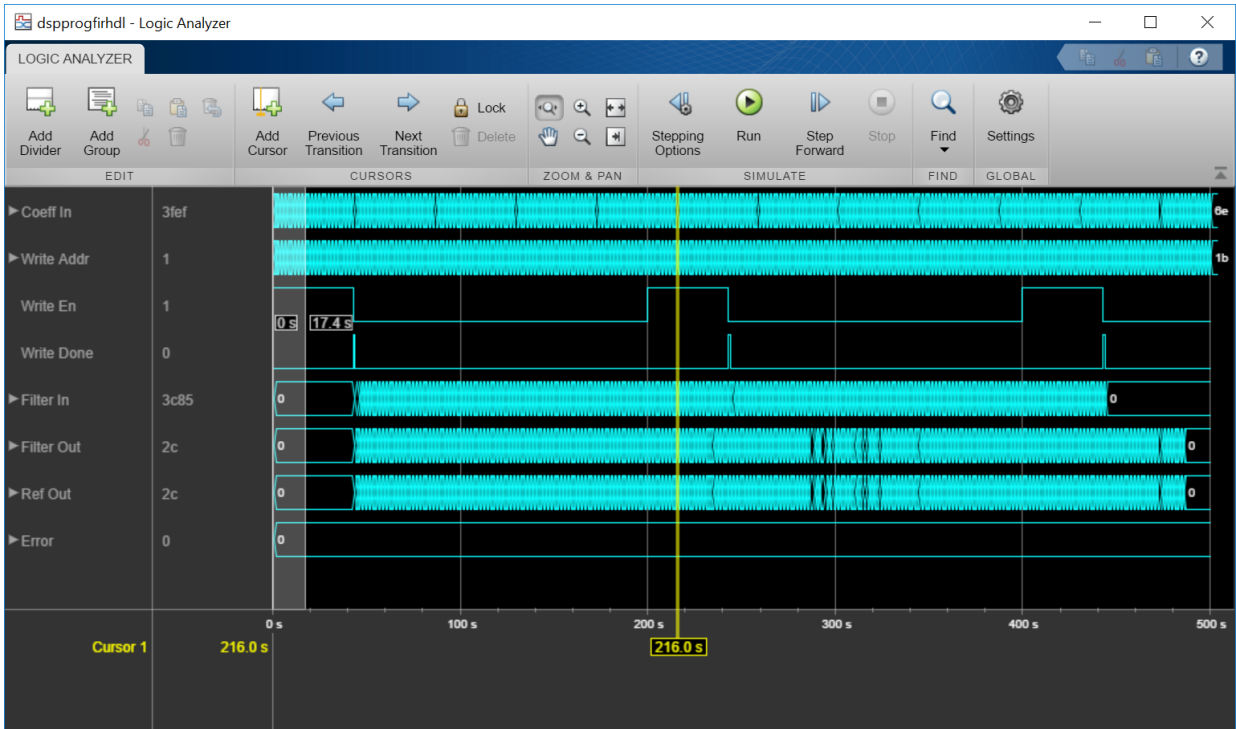 dspprogfirhdl - Logic Analyzer
LOGIC ANALYZER
?
Add Divider
Add Group
Add Cursor
Previous Transition
Next Transition
Lock
Delete
Stepping Options
Run
Step Forward
Stop
Find
Settings
EDIT
CURSORS
ZOOM & PAN
SIMULATE
FIND
GLOBAL
Coeff In 3fef 6e
Write Addr 1 1b
Write En 1
0 s 17.4 s
Write Done 0
Filter In 3c85 0 0
Filter Out 2c 0 0
Ref Out 2c 0 0
Error 0 0
0 s 100 s 200 s 300 s 400 s 500 s
Cursor 1 216.0 s 216.0 s